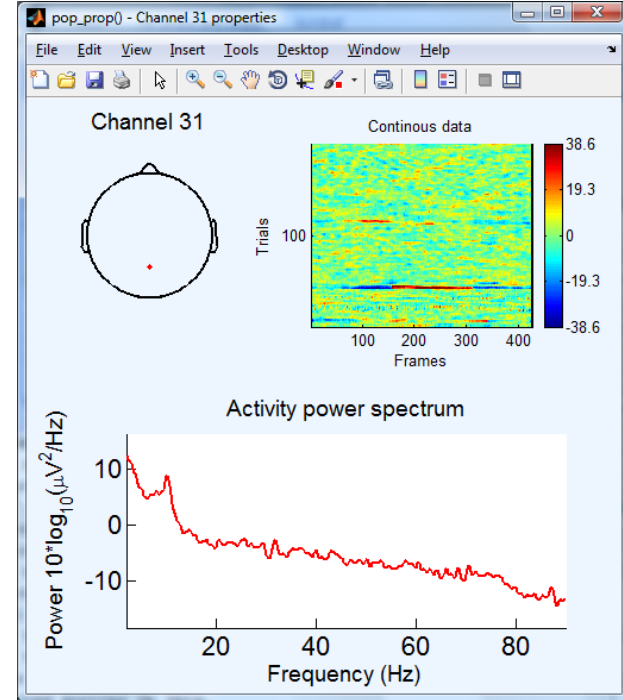 pop_prop() - Channel 31 properties
File Edit View Insert Tools Desktop Window Help
Channel 31
Continous data
Trials
100
100 200 300 400
Frames
38.6
19.3
0
-19.3
-38.6
Activity power spectrum
Power 10*log₁₀(μV²/Hz)
10
0
-10
20 40 60 80
Frequency (Hz)